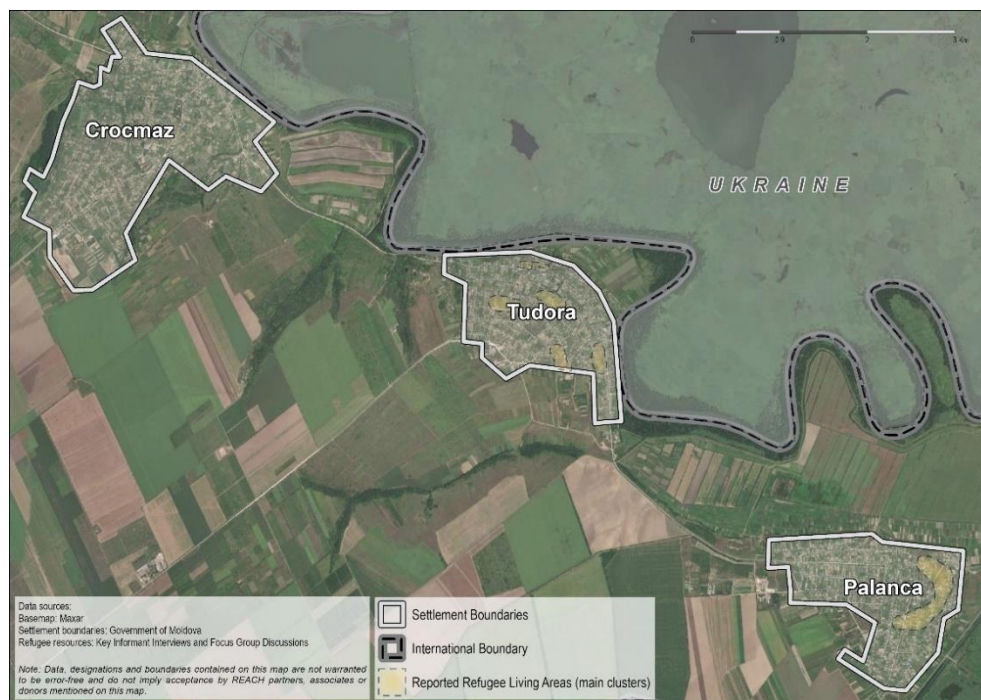 0
3 Km
Crocmaz
UKRAINE
Tudora
Palanca
Data sources:
Basemap: Maxar
Settlement boundaries: Government of Moldova
Refugee resources: Key Informant Interviews and Focus Group Discussions
Note: Data, designations and boundaries contained on this map are not warranted
to be error-free and do not imply acceptance by REACH partners, associates or
donors mentioned on this map.
Settlement Boundaries
International Boundary
Reported Refugee Living Areas (main clusters)